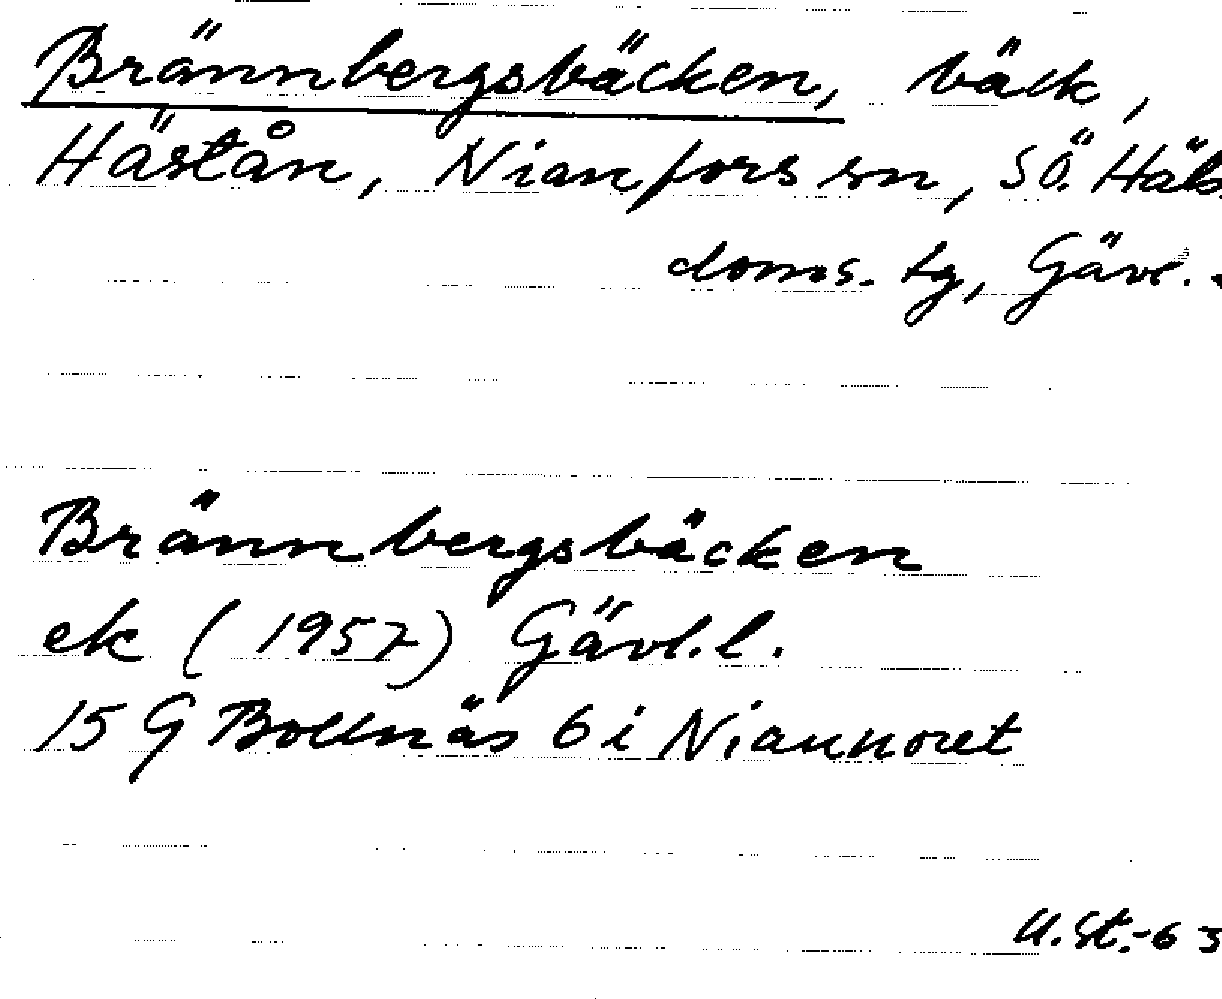 Brännbergsbäcken, bäck,
Hästån, Nianfors sn, SÖ. Häls.
doms. tg, Gävl.
Brännbergsbäcken
ek (1957) Gävl.l.
15 G Bollnäs 6 i Niannoret
U.St.-63